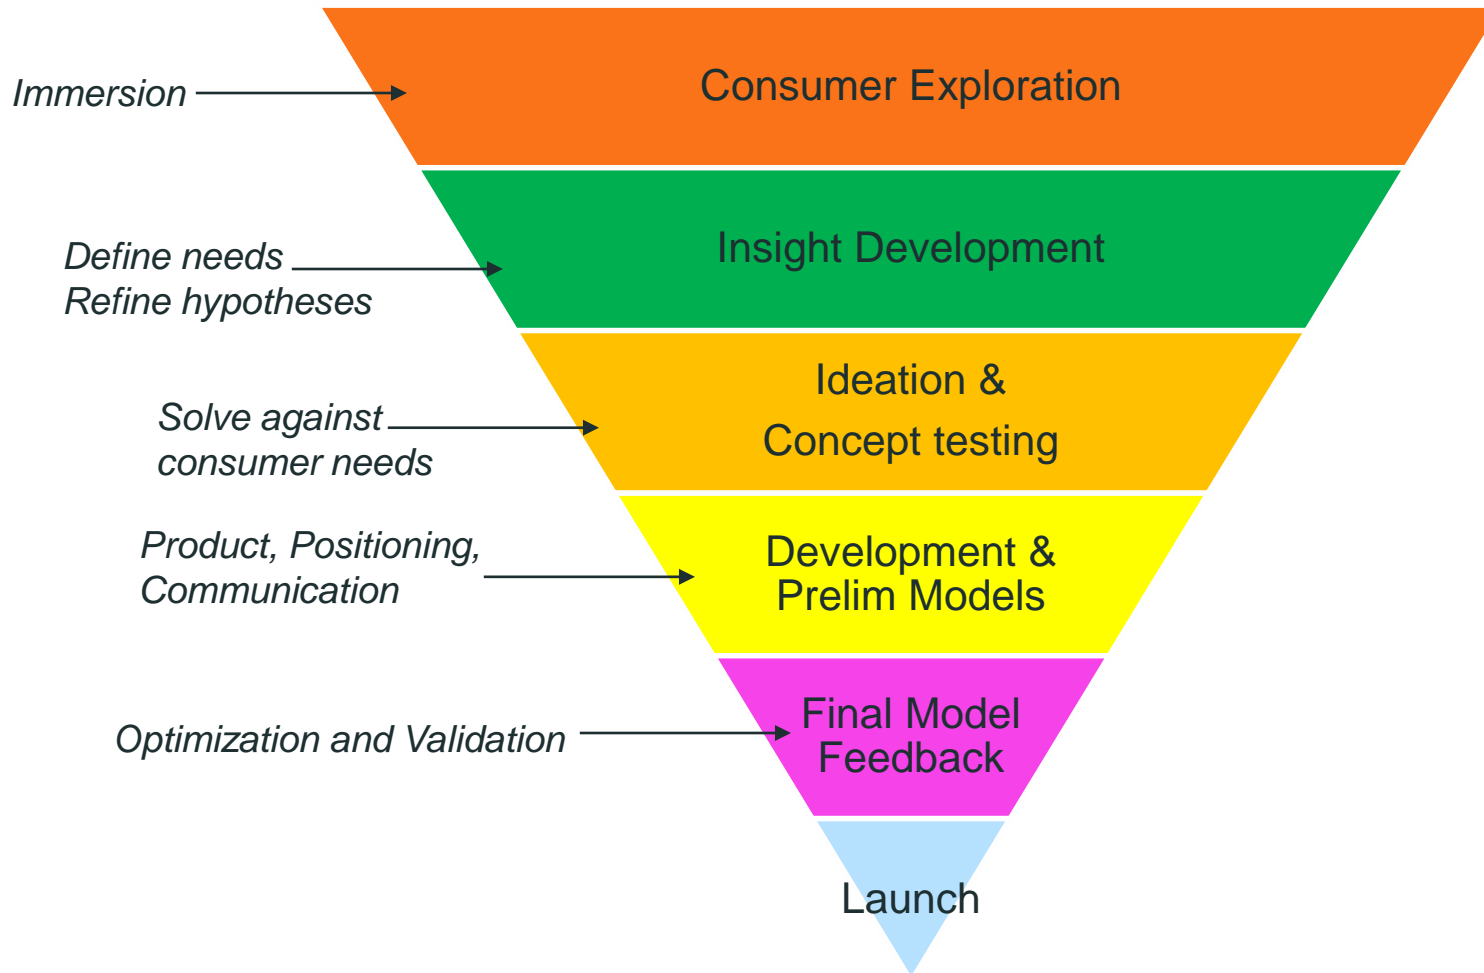 Immersion
Consumer Exploration
Define needs
Refine hypotheses
Insight Development
Solve against
consumer needs
Ideation &
Concept testing
Product, Positioning,
Communication
Development &
Prelim Models
Optimization and Validation
Final Model
Feedback
Launch